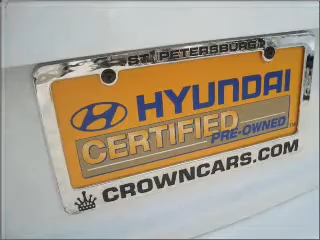 ST. PETERSBURG
HYUNDAI
CERTIFIED
PRE-OWNED
CROWNCARS.COM